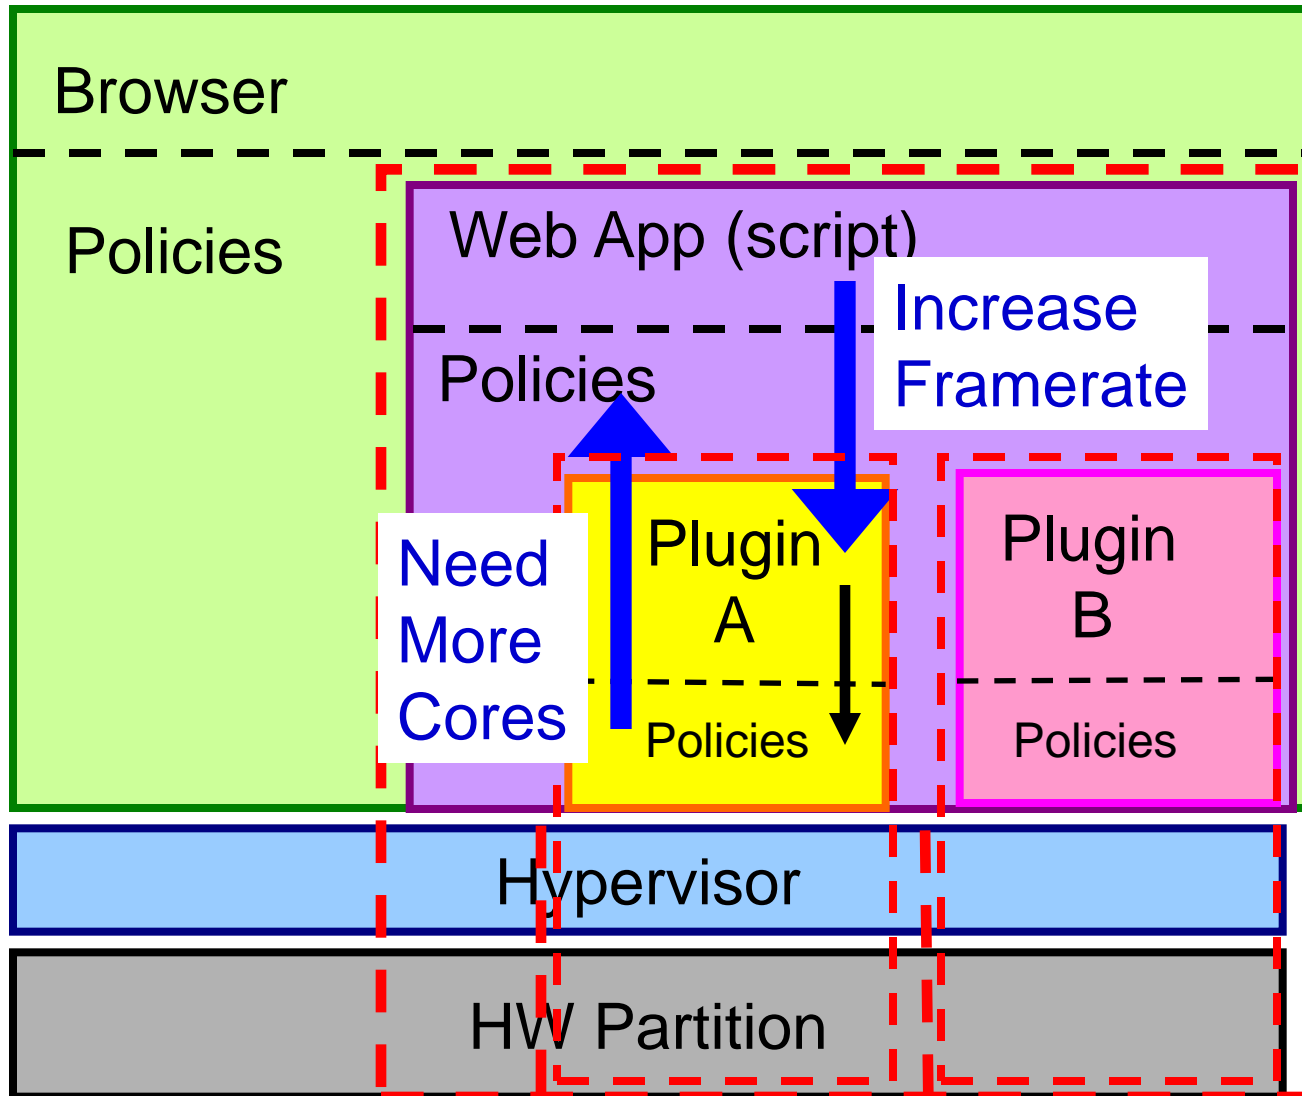 Browser
Policies
Web App (script)
Increase
Framerate
Policies
Need
More
Cores
Plugin
A
Policies
Plugin
B
Policies
Hypervisor
HW Partition